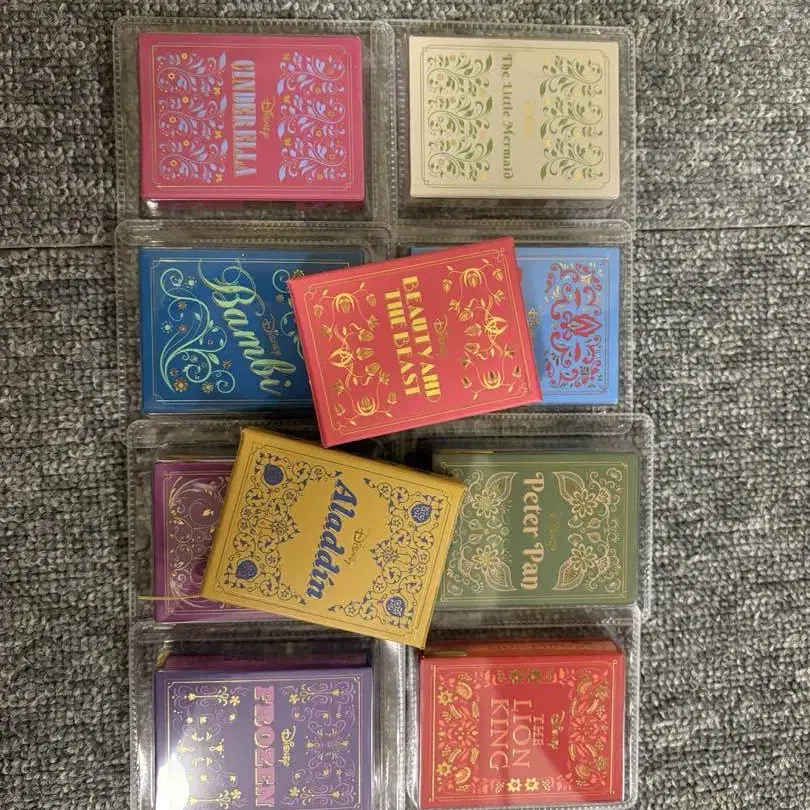 Disney
CINDERELLA
Disney
The Little Mermaid
Disney
Bambi
Disney
BEAUTY AND
THE BEAST
Disney
Aladdin
Disney
Peter Pan
Disney
FROZEN
Disney
THE
LION
KING